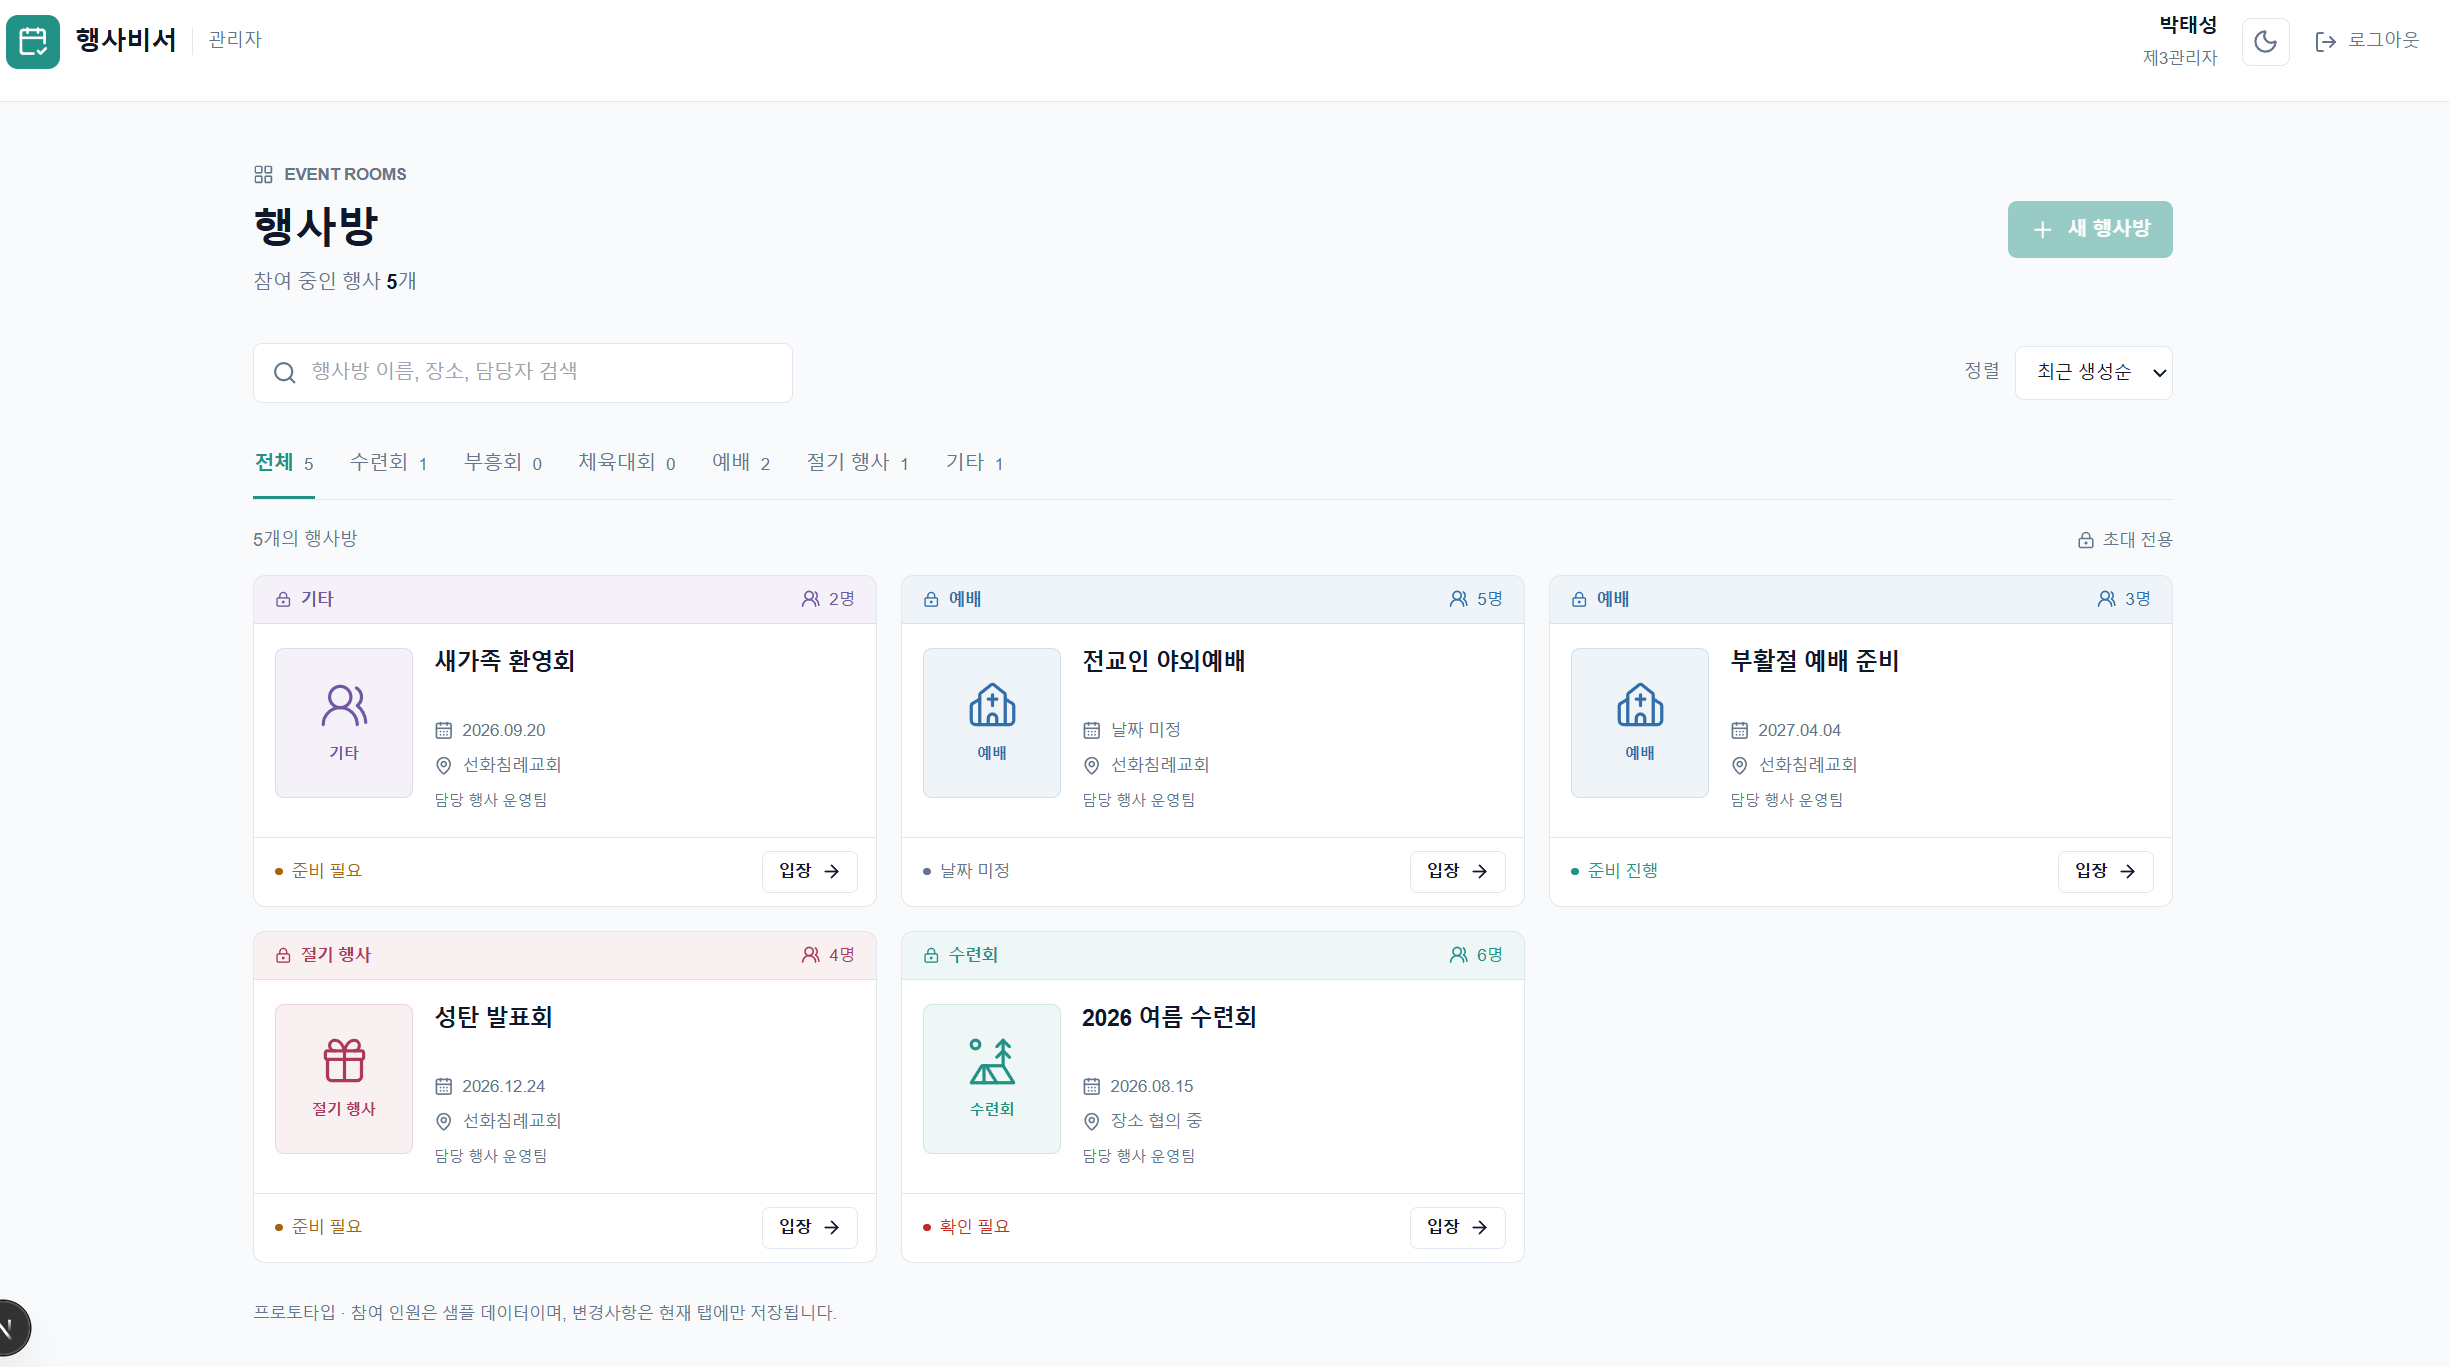 행사비서 관리자
박태성
제3관리자
로그아웃
EVENT ROOMS
행사방
참여 중인 행사 5개
새 행사방
행사방 이름, 장소, 담당자 검색
정렬 최근 생성순
전체 5 수련회 1 부흥회 0 체육대회 0 예배 2 절기 행사 1 기타 1
5개의 행사방
초대 전용
기타 2명
새가족 환영회
기타
2026.09.20
선화침례교회
담당 행사 운영팀
준비 필요
입장
예배 5명
전교인 야외예배
예배
날짜 미정
선화침례교회
담당 행사 운영팀
날짜 미정
입장
예배 3명
부활절 예배 준비
예배
2027.04.04
선화침례교회
담당 행사 운영팀
준비 진행
입장
절기 행사 4명
성탄 발표회
절기 행사
2026.12.24
선화침례교회
담당 행사 운영팀
준비 필요
입장
수련회 6명
2026 여름 수련회
수련회
2026.08.15
장소 협의 중
담당 행사 운영팀
확인 필요
입장
프로토타입 · 참여 인원은 샘플 데이터이며, 변경사항은 현재 탭에만 저장됩니다.
N